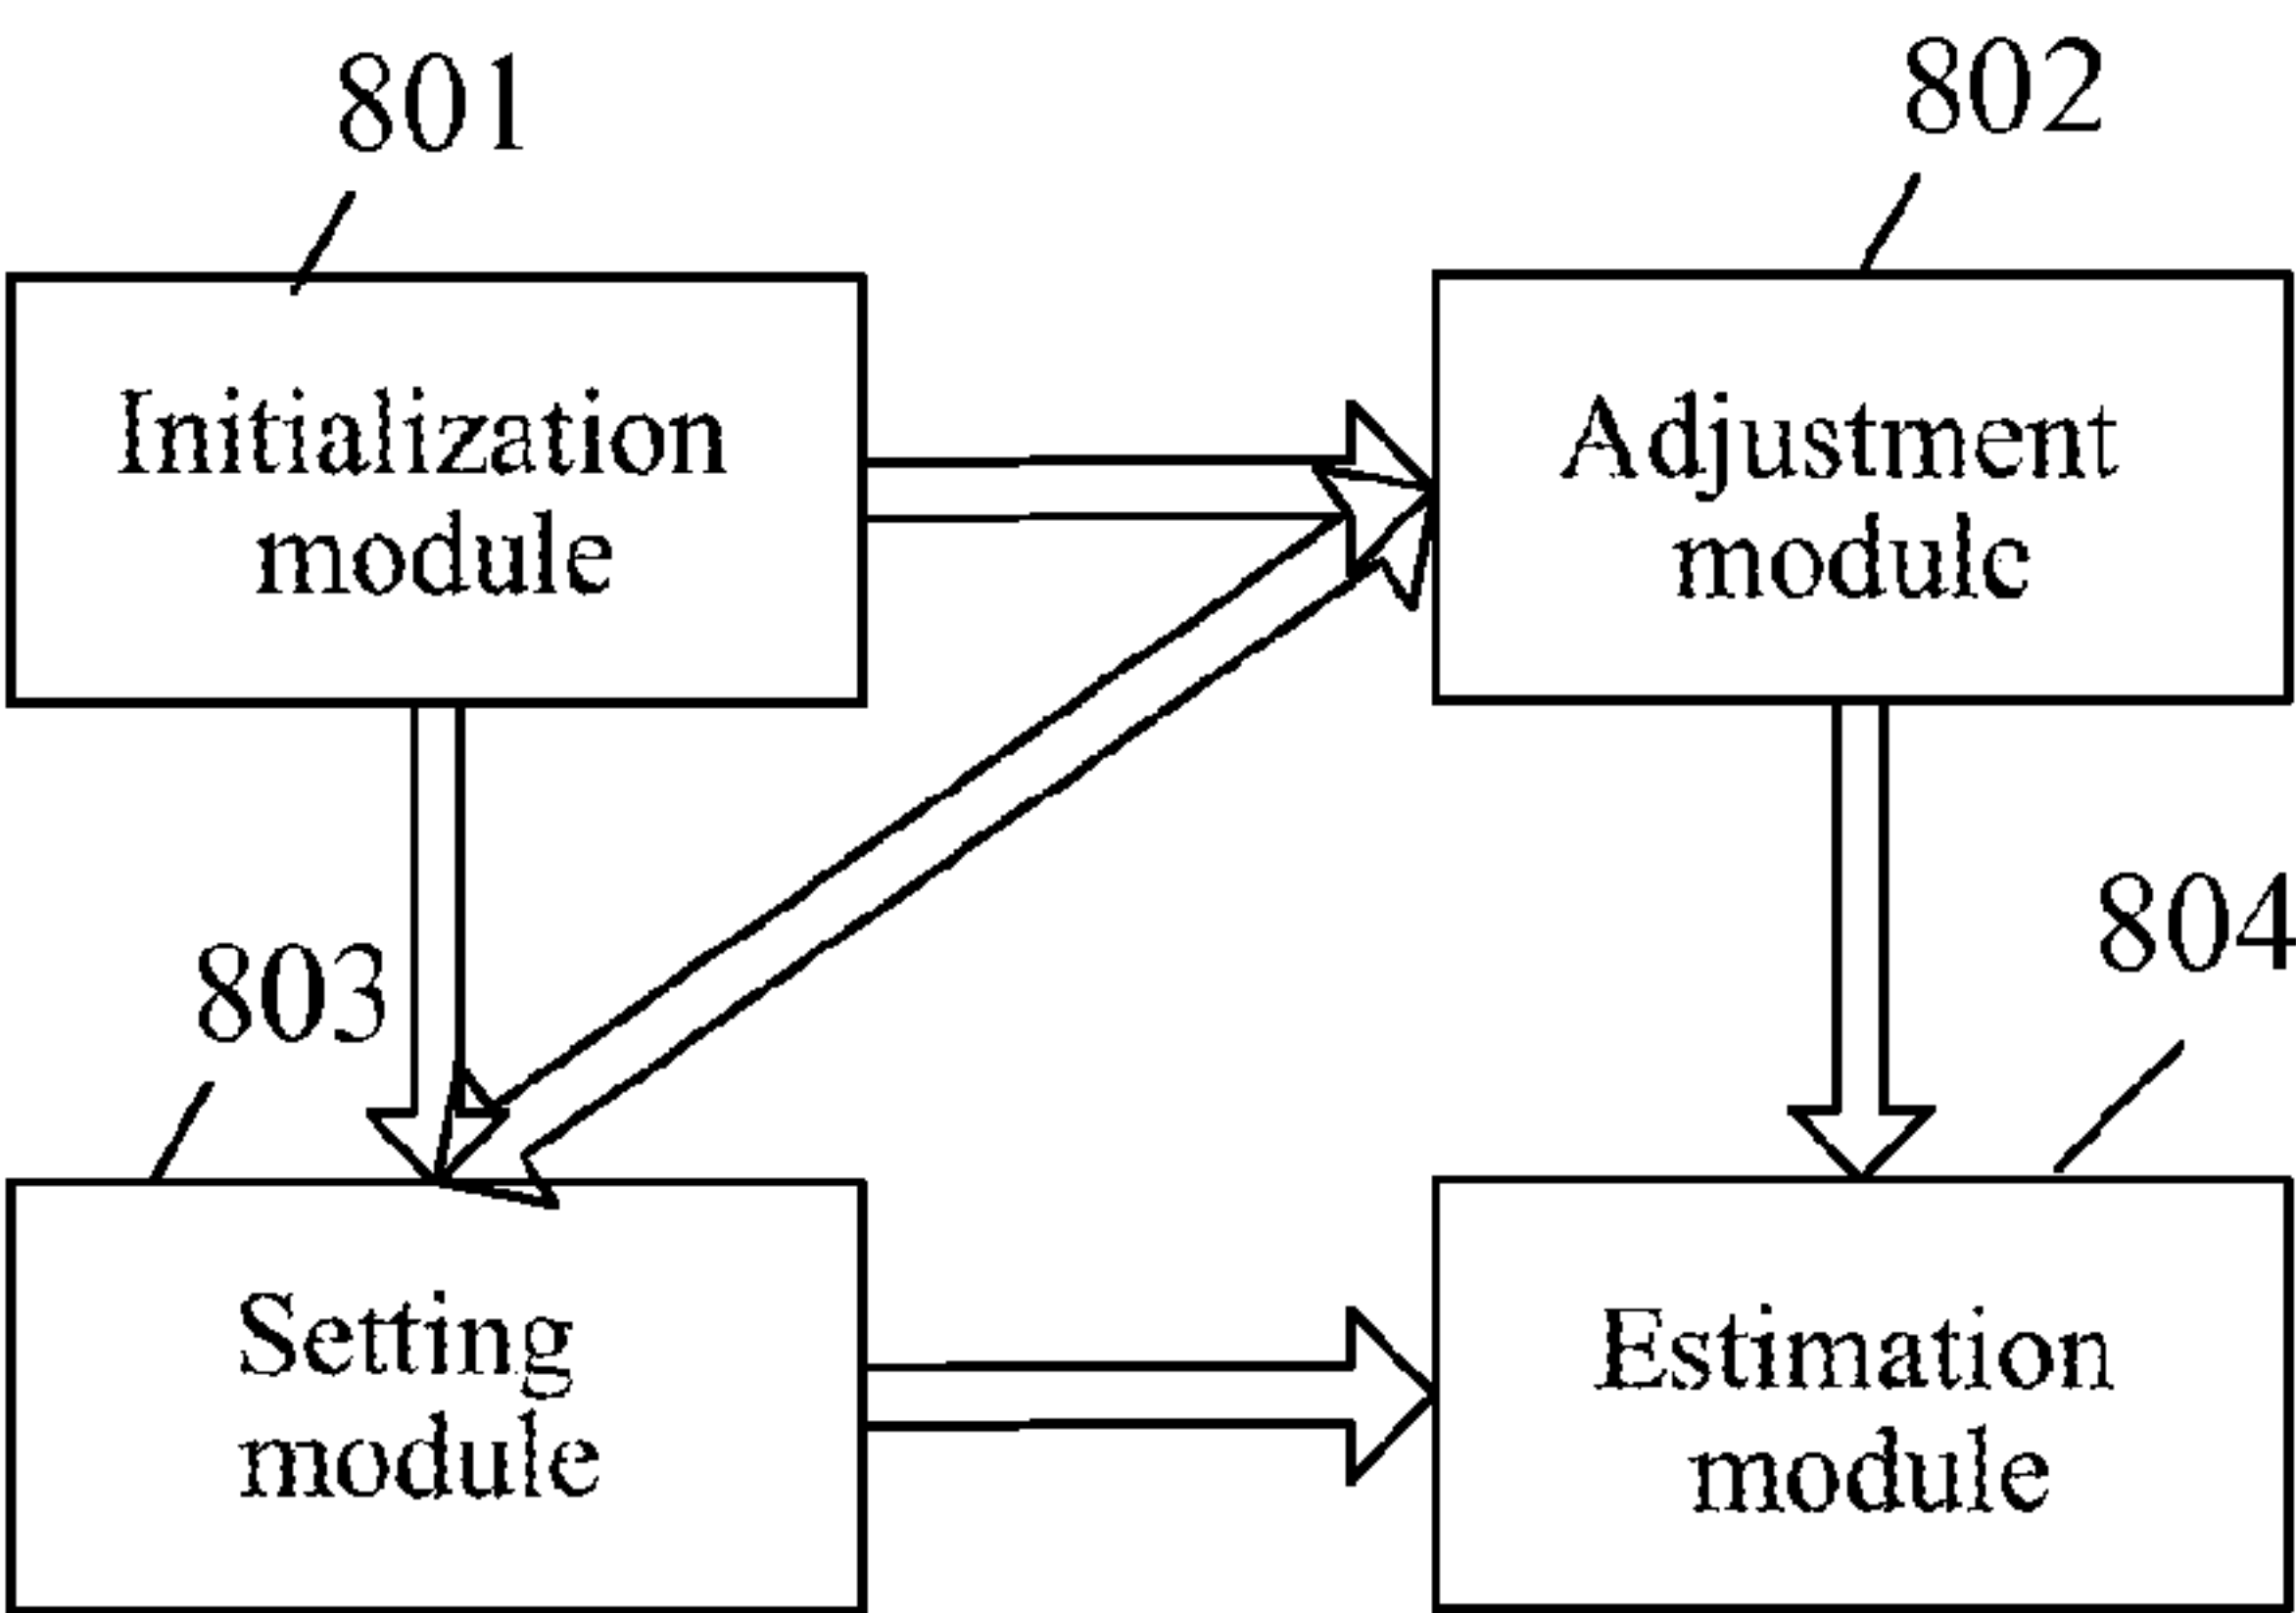 801
802
Initialization
module
Adjustment
module
803
804
Setting
module
Estimation
module